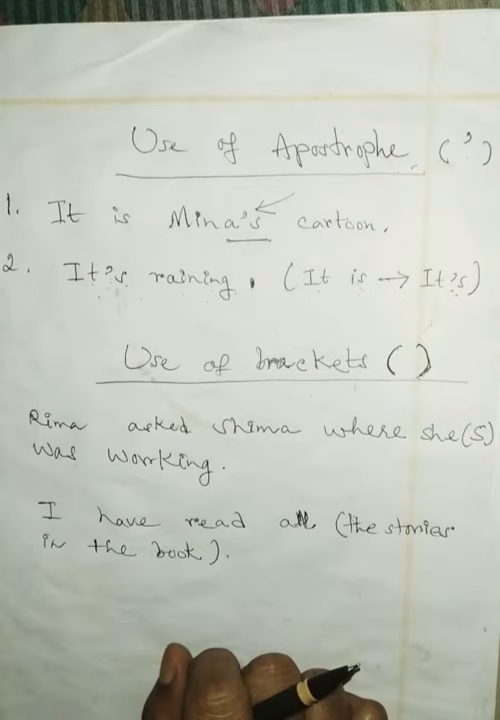 Use of Apostrophe. (’)
1. It is Mina's cartoon.
2. It's raining. (It is → It's)
Use of brackets ()
Rima asked Shima where she(S)
was working.
I have read all (the stories
in the book).